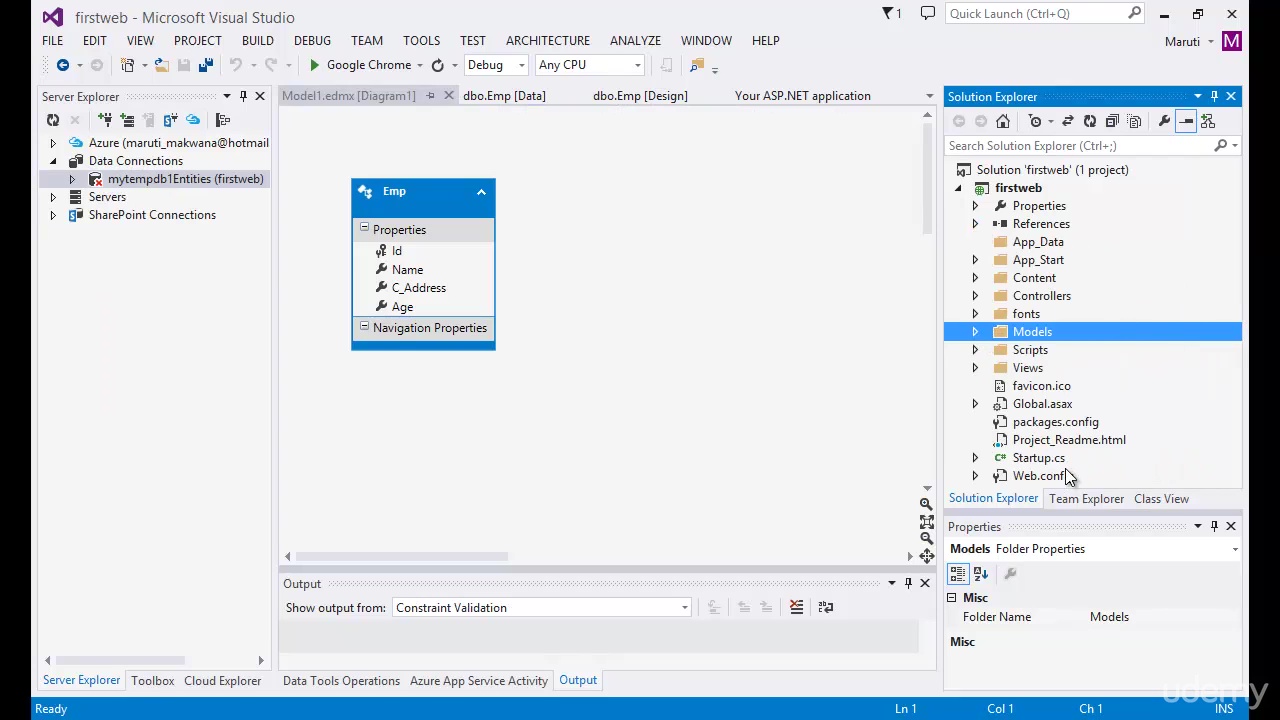 firstweb - Microsoft Visual Studio
1
Quick Launch (Ctrl+Q)
FILE EDIT VIEW PROJECT BUILD DEBUG TEAM TOOLS TEST ARCHITECTURE ANALYZE WINDOW HELP
Maruti M
Google Chrome Debug Any CPU
Server Explorer
Azure (maruti_makwana@hotmail
Data Connections
mytempdb1Entities (firstweb)
Servers
SharePoint Connections
Model1.edmx [Diagram1] dbo.Emp [Data] dbo.Emp [Design] Your ASP.NET application
Emp
Properties
Id
Name
C_Address
Age
Navigation Properties
Solution Explorer
Search Solution Explorer (Ctrl+;)
Solution 'firstweb' (1 project)
firstweb
Properties
References
App_Data
App_Start
Content
Controllers
fonts
Models
Scripts
Views
favicon.ico
Global.asax
packages.config
Project_Readme.html
C# Startup.cs
Web.conf
Solution Explorer Team Explorer Class View
Properties
Models Folder Properties
Misc
Folder Name Models
Misc
Output
Show output from: Constraint Validation
Server Explorer Toolbox Cloud Explorer
Data Tools Operations Azure App Service Activity Output
udemy
Ready Ln 1 Col 1 Ch 1 INS